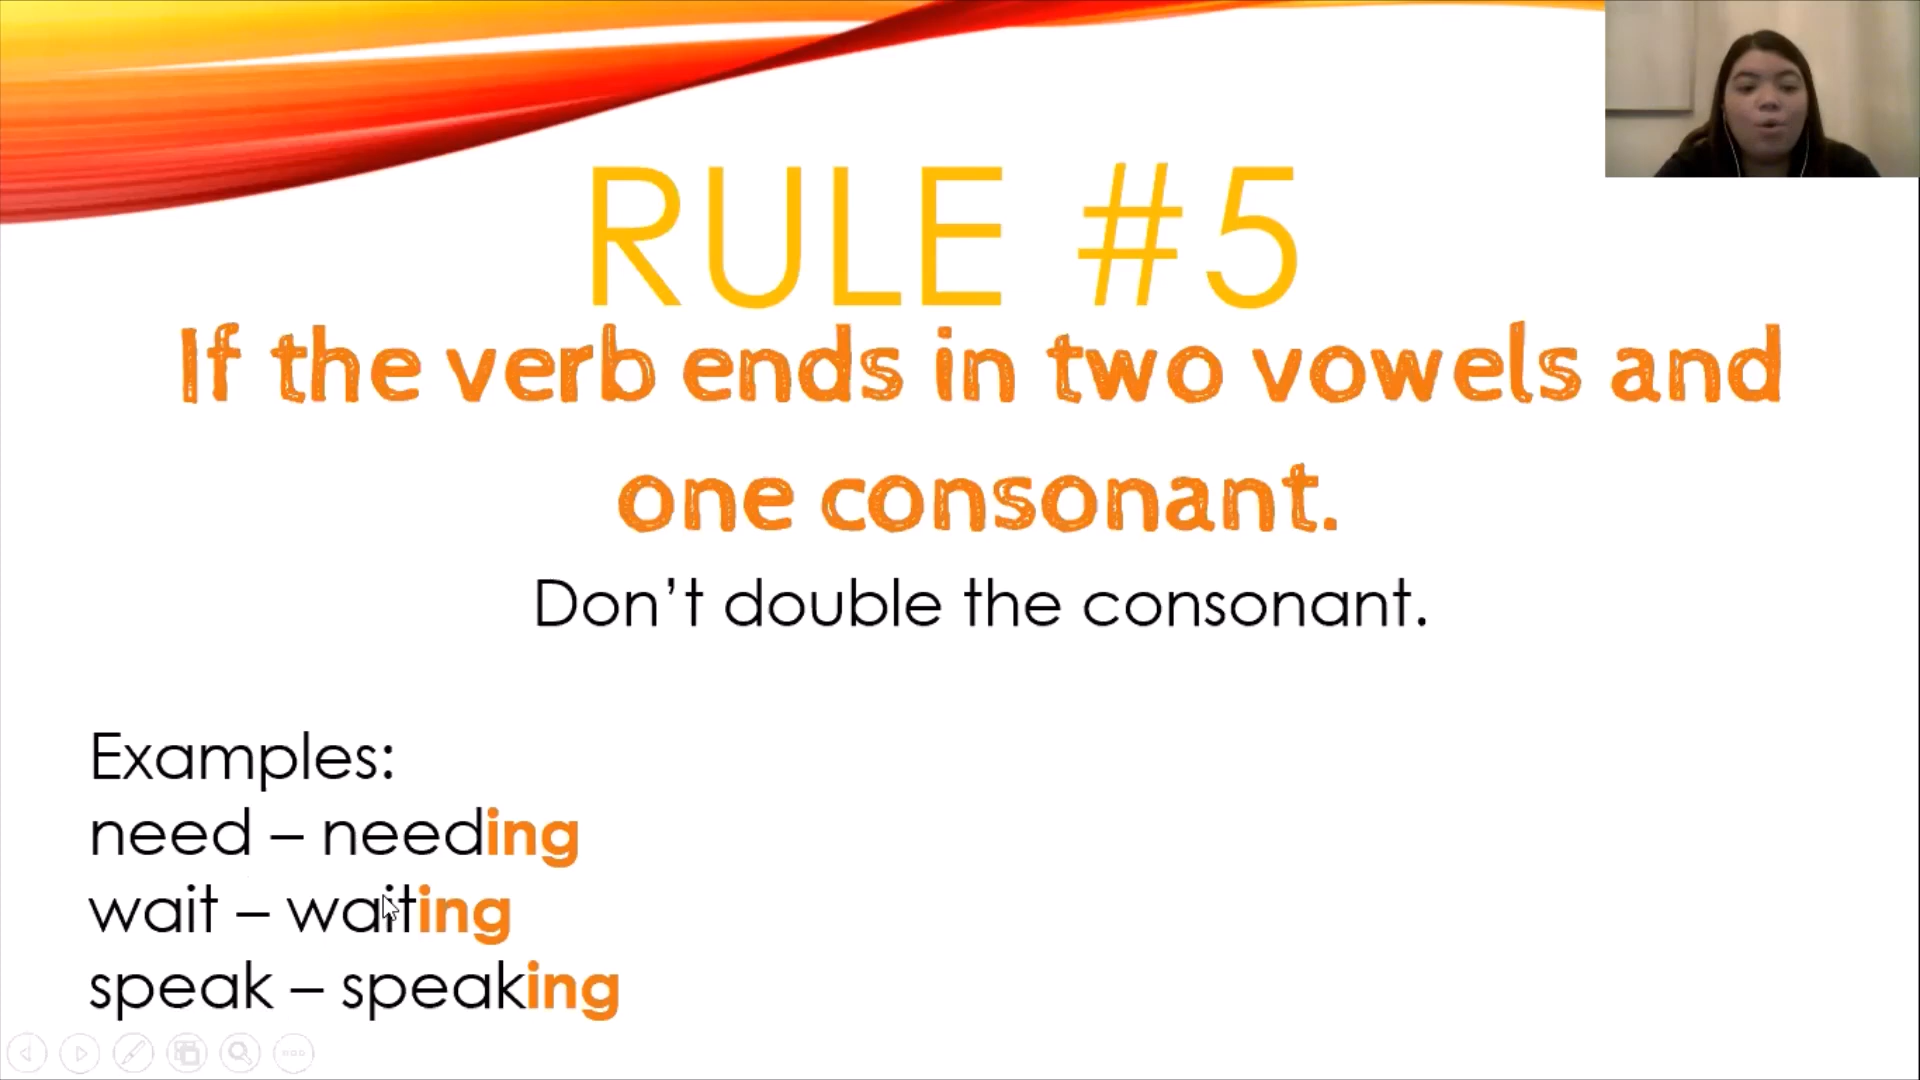 RULE #5
If the verb ends in two vowels and
one consonant.
Don’t double the consonant.
Examples:
need – needing
wait – waiting
speak – speaking